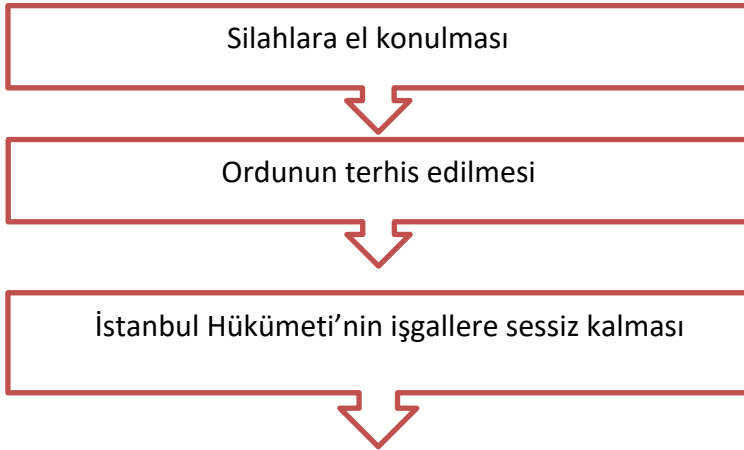 Silahlara el konulması
Ordunun terhis edilmesi
İstanbul Hükümeti’nin işgallere sessiz kalması